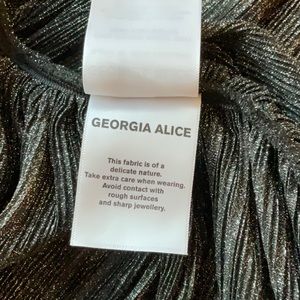 GEORGIA ALICE
This fabric is of a
delicate nature.
Take extra care when wearing.
Avoid contact with
rough surfaces
and sharp jewellery.